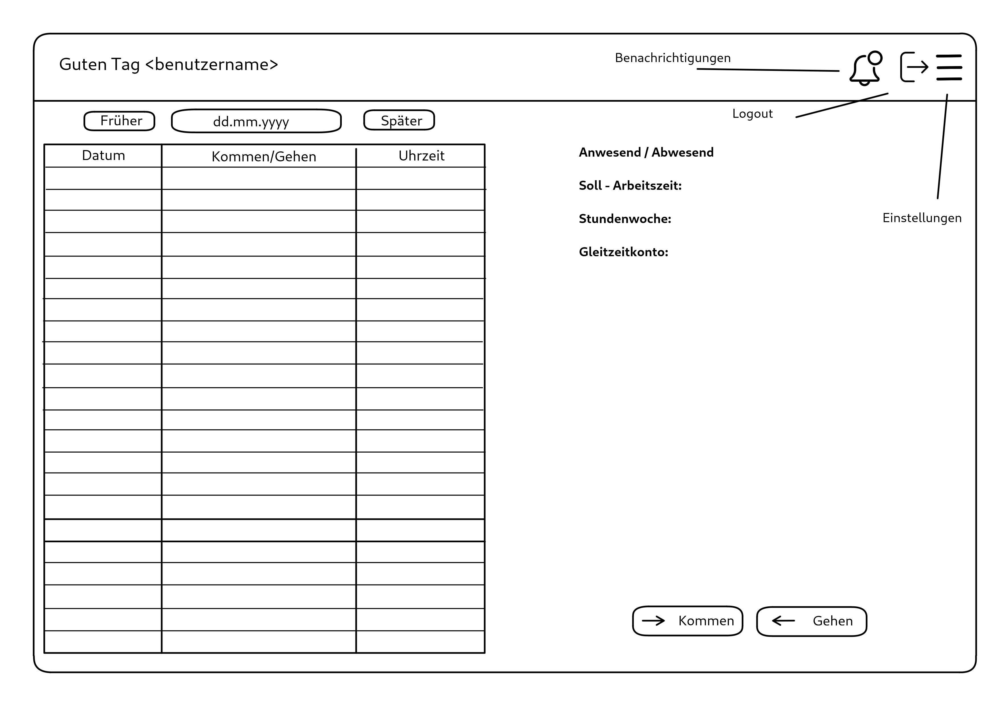 Guten Tag <benutzername>
Benachrichtigungen
Logout
Einstellungen
Früher
dd.mm.yyyy
Später
Datum
Kommen/Gehen
Uhrzeit
Anwesend / Abwesend
Soll - Arbeitszeit:
Stundenwoche:
Gleitzeitkonto:
Kommen
Gehen